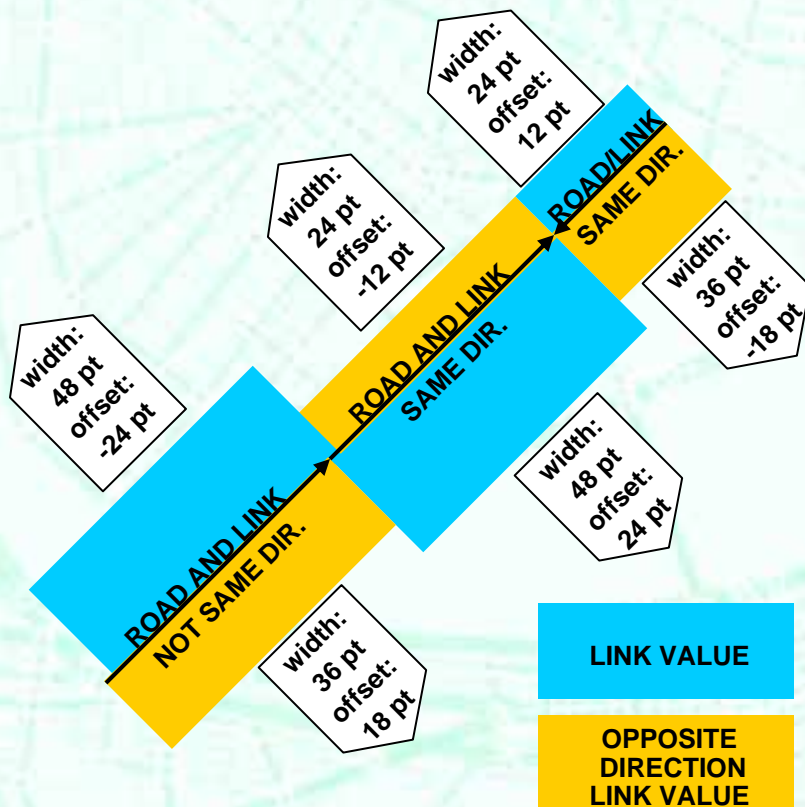 width:
24 pt
offset:
12 pt
ROAD/LINK
SAME DIR.
width:
24 pt
offset:
-12 pt
width:
36 pt
offset:
-18 pt
ROAD AND LINK
SAME DIR.
width:
48 pt
offset:
-24 pt
width:
48 pt
offset:
24 pt
ROAD AND LINK
NOT SAME DIR.
width:
36 pt
offset:
18 pt
LINK VALUE
OPPOSITE
DIRECTION
LINK VALUE